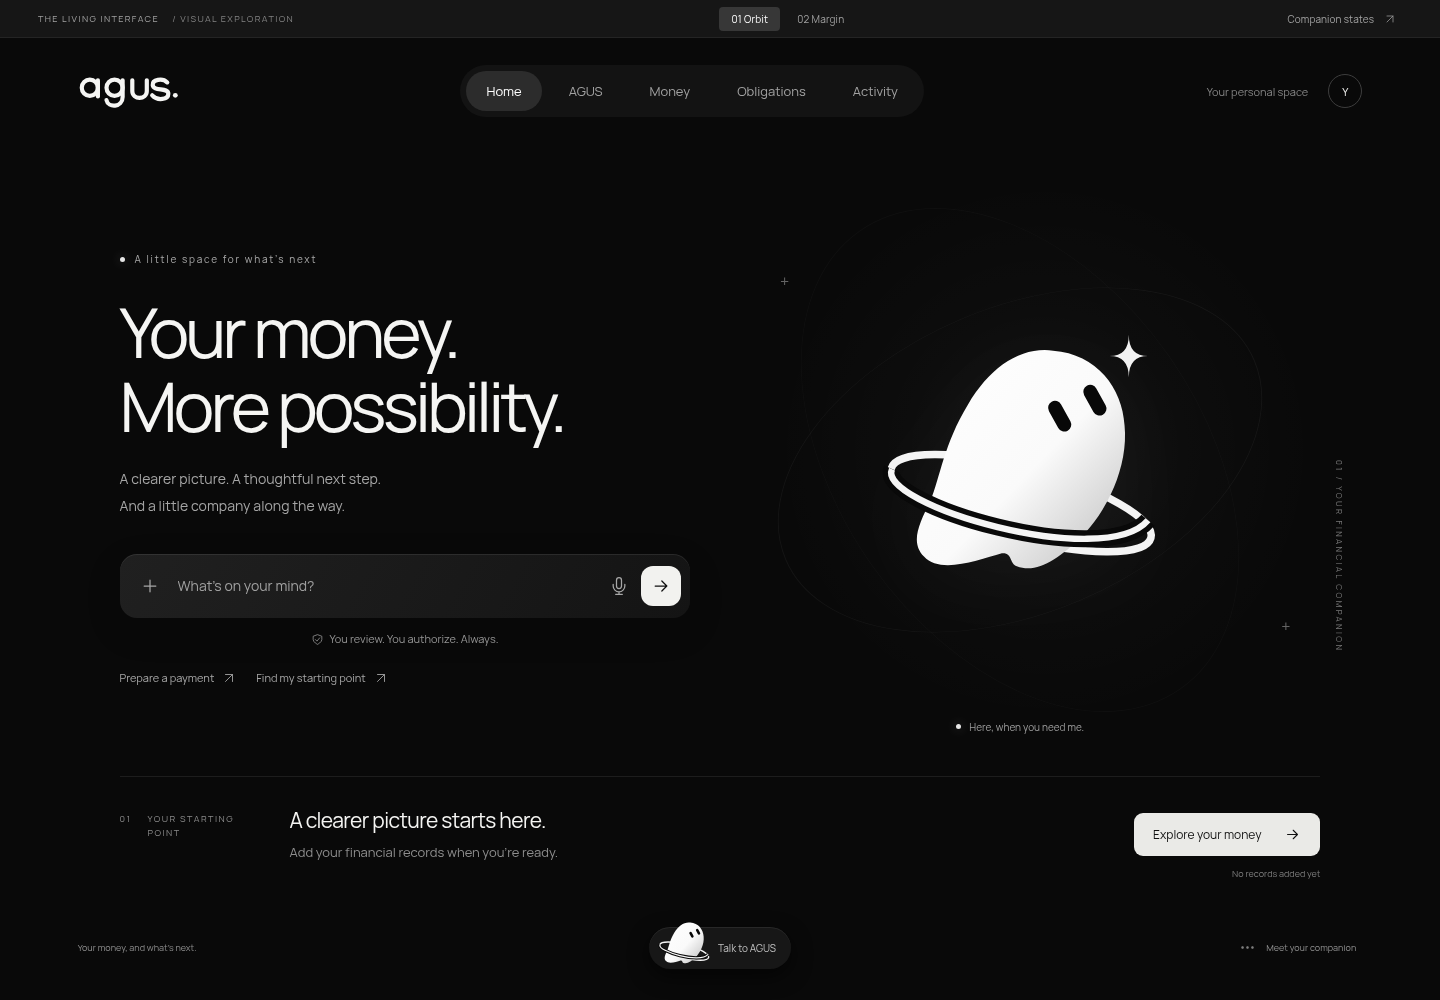 THE LIVING INTERFACE / VISUAL EXPLORATION
01 Orbit
02 Margin
Companion states
agus.
Home
AGUS
Money
Obligations
Activity
Your personal space
Y
A little space for what's next
Your money.
More possibility.
A clearer picture. A thoughtful next step.
And a little company along the way.
What's on your mind?
You review. You authorize. Always.
Prepare a payment
Find my starting point
01 / YOUR FINANCIAL COMPANION
Here, when you need me.
01
YOUR STARTING
POINT
A clearer picture starts here.
Add your financial records when you're ready.
Explore your money
No records added yet
Your money, and what's next.
Talk to AGUS
Meet your companion